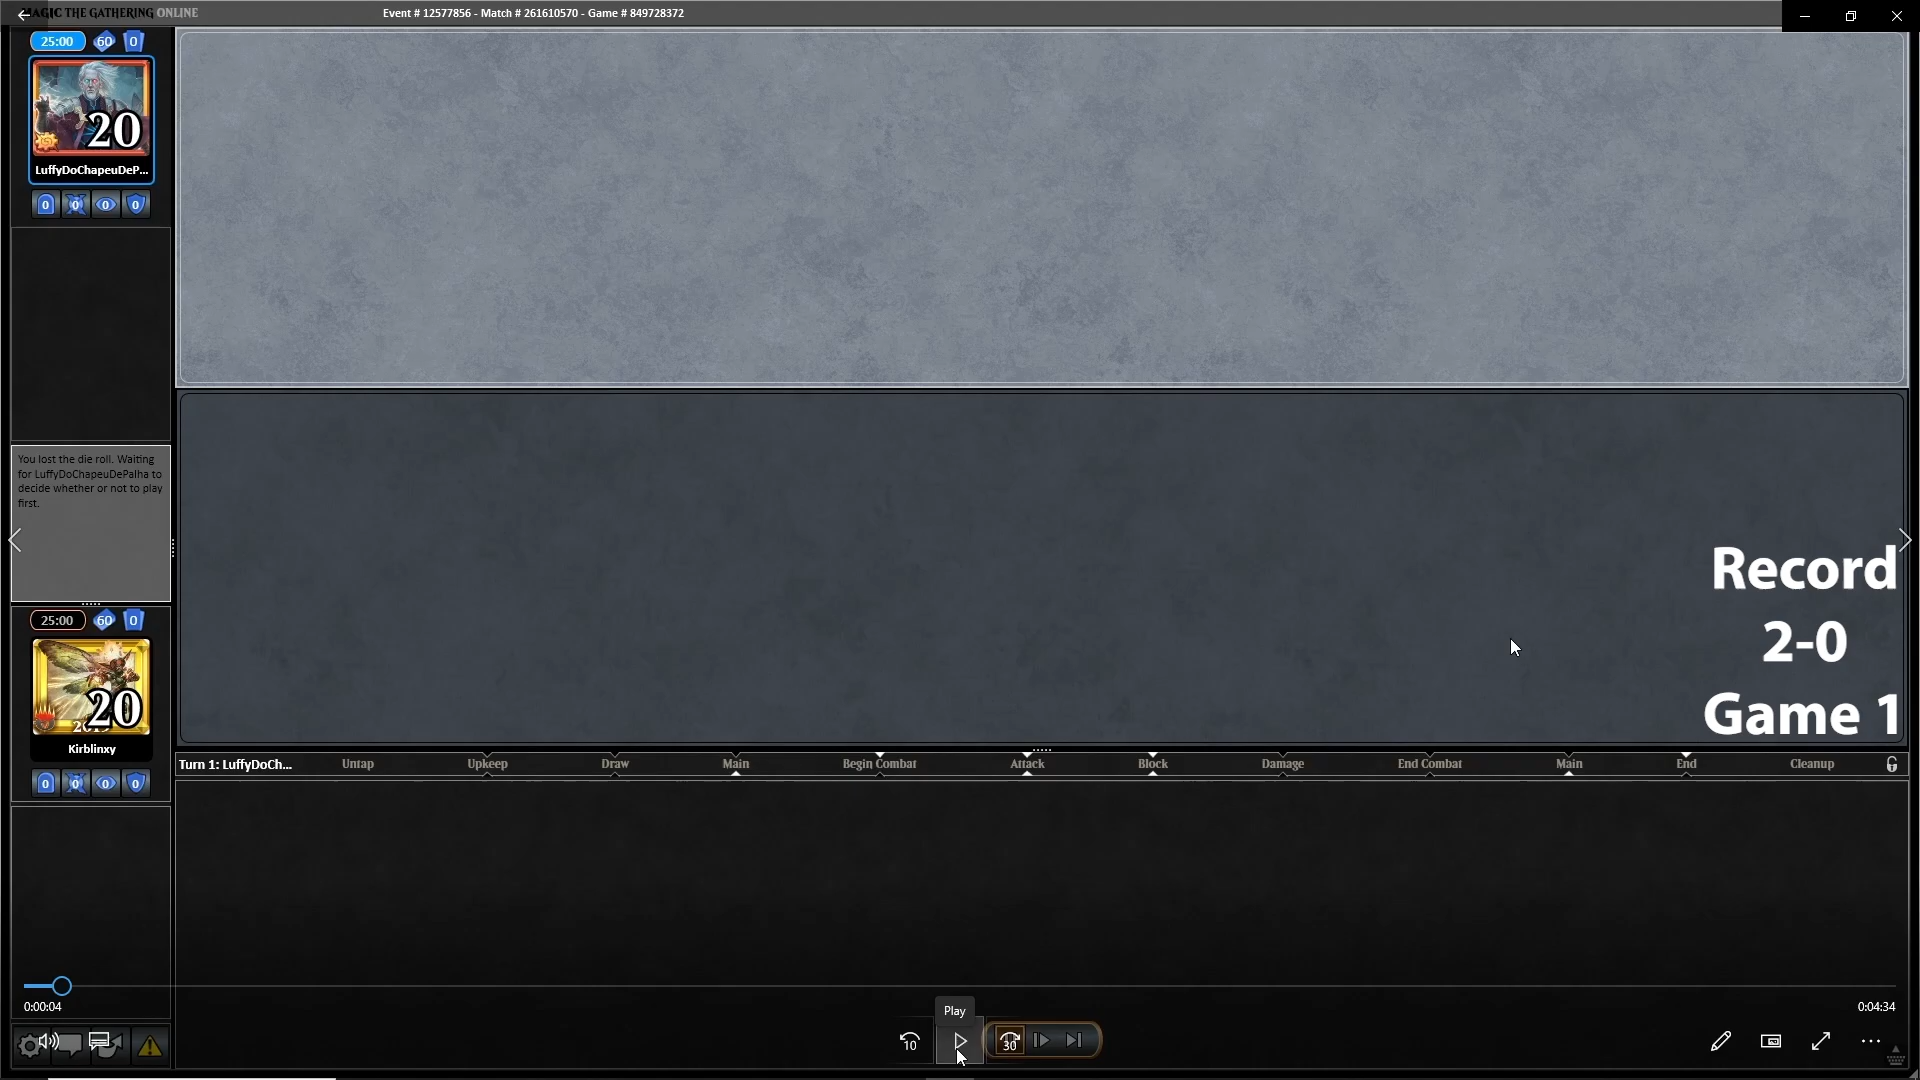 MAGIC THE GATHERING ONLINE
Event # 12577856 - Match # 261610570 - Game # 849728372
25:00 60 0
20
LuffyDoChapeuDeP...
0 0 0 0
You lost the die roll. Waiting
for LuffyDoChapeuDePalha to
decide whether or not to play
first.
Record
2-0
Game 1
25:00 60 0
20
Kirblinxy
0 0 0 0
Turn 1: LuffyDoCh... Untap Upkeep Draw Main Begin Combat Attack Block Damage End Combat Main End Cleanup
0:00:04
0:04:34
Play
10
30